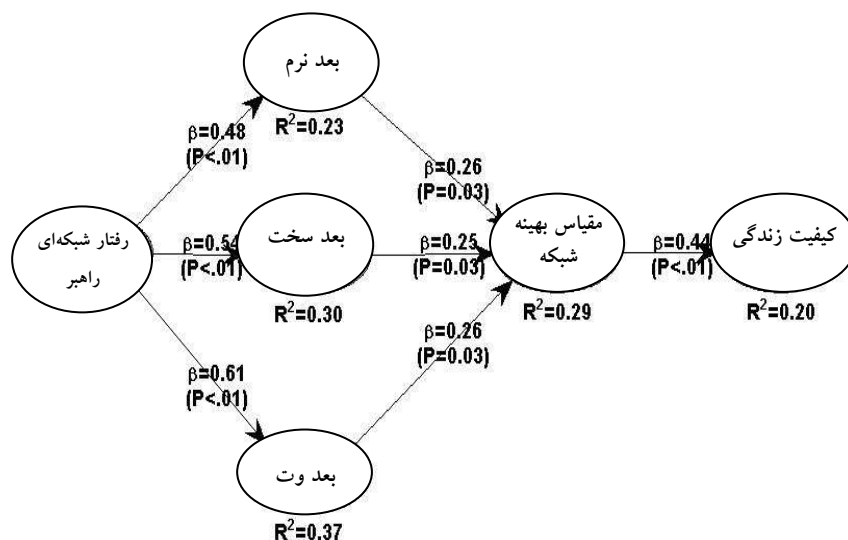 بعد نرم
R²=0.23
β=0.48
(P<.01)
β=0.26
(P=0.03)
رفتار شبکه‌ای
راهبر
β=0.54
(P<.01)
بعد سخت
R²=0.30
β=0.25
(P=0.03)
مقیاس بهینه
شبکه
R²=0.29
β=0.44
(P<.01)
کیفیت زندگی
R²=0.20
β=0.61
(P<.01)
β=0.26
(P=0.03)
بعد وت
R²=0.37